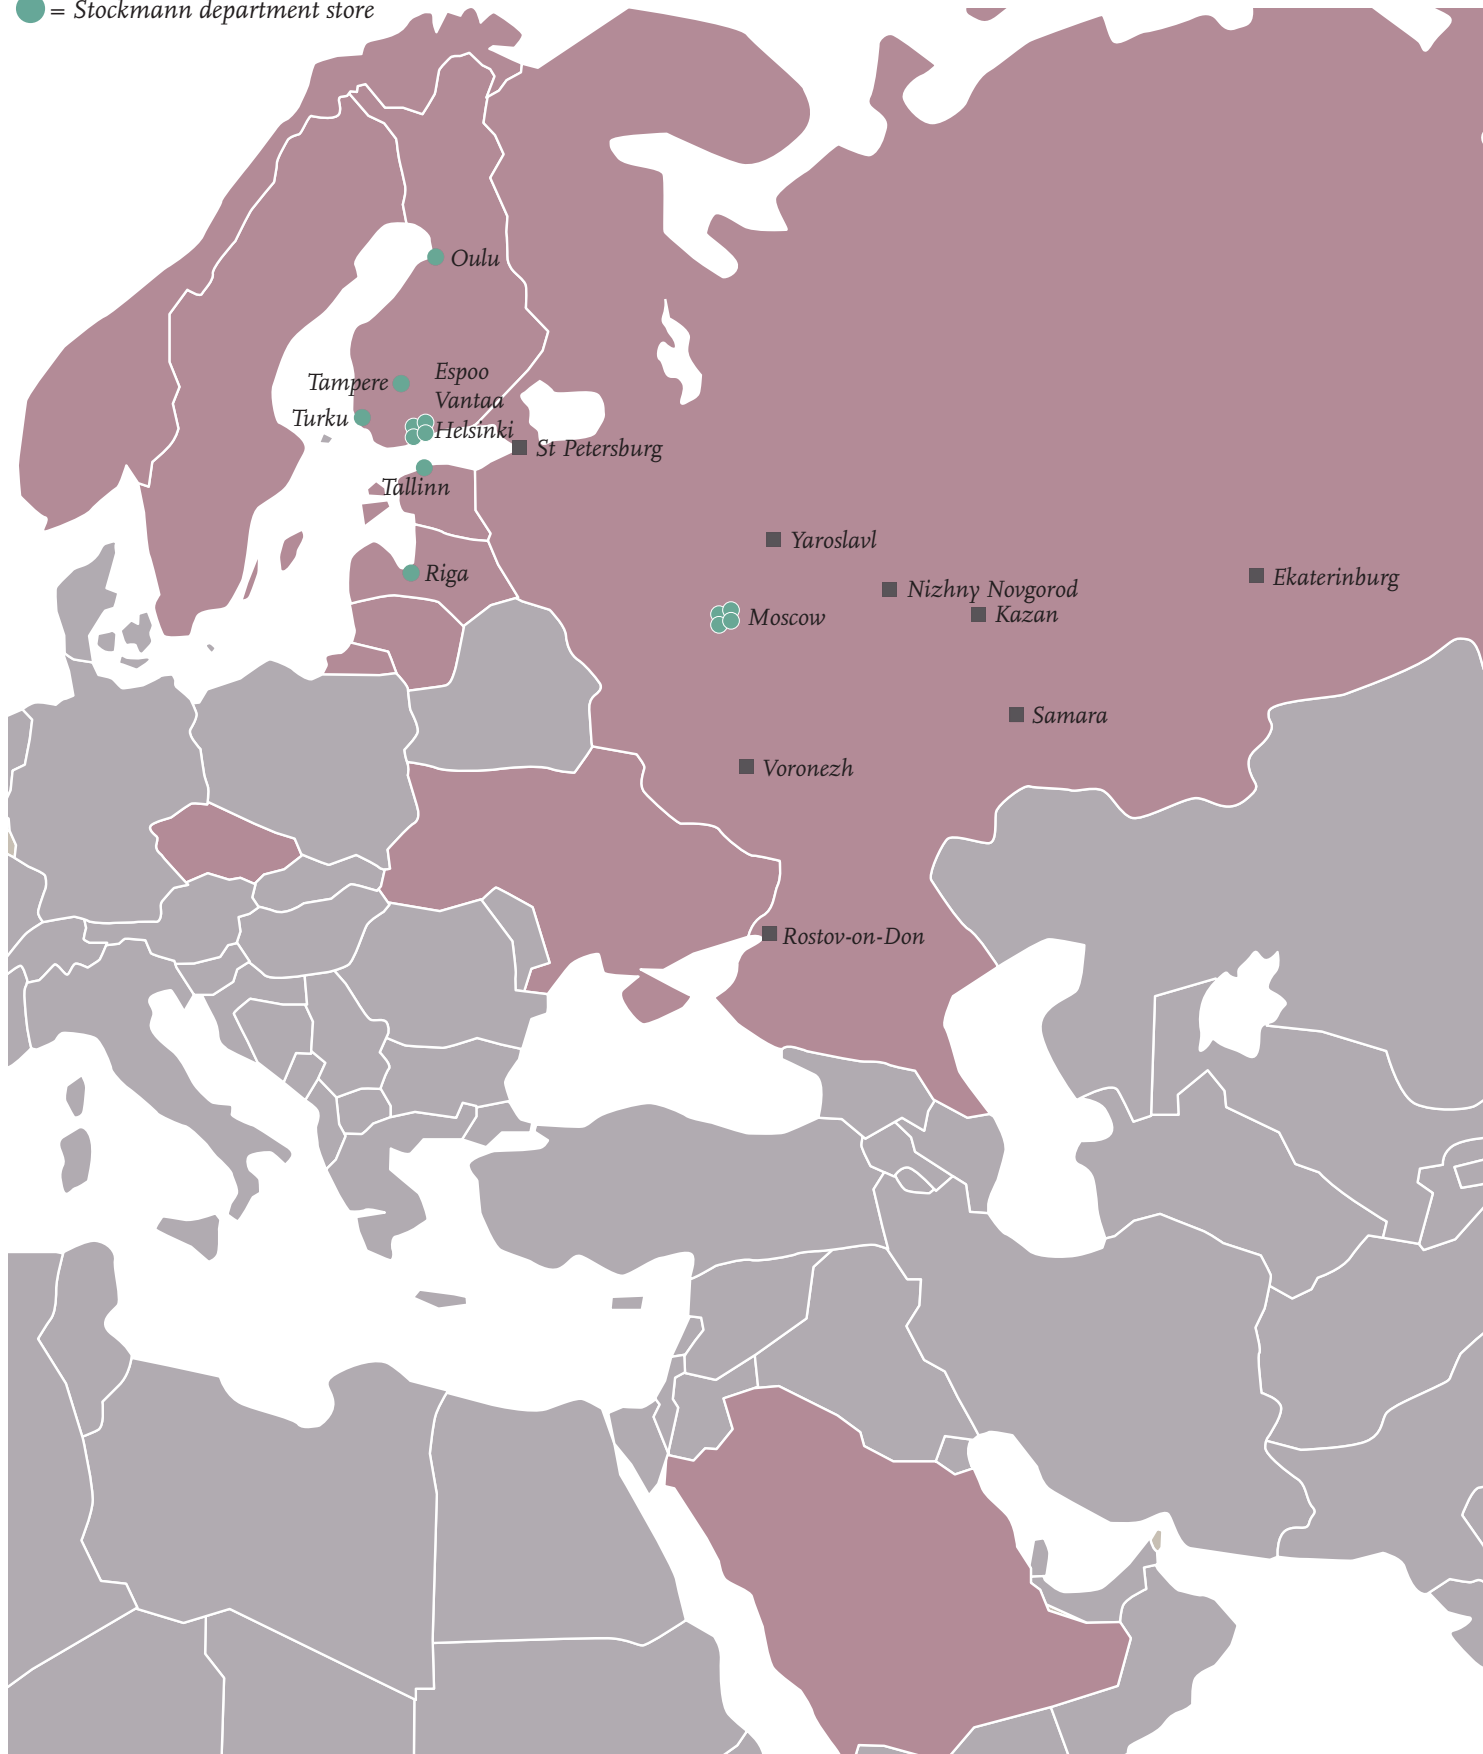 = Stockmann department store
Oulu
Tampere
Espoo
Vantaa
Turku
Helsinki
St Petersburg
Tallinn
Yaroslavl
Riga
Ekaterinburg
Nizhny Novgorod
Kazan
Moscow
Samara
Voronezh
Rostov-on-Don